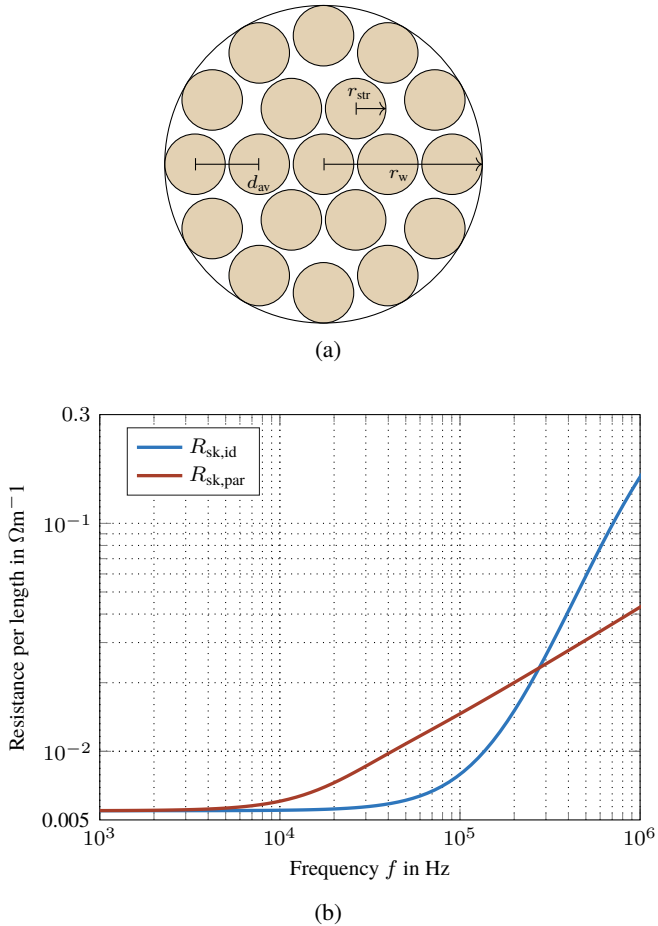 r_str
d_av
r_w
(a)
0.3
R_sk,id
R_sk,par
10^−1
10^−2
0.005
10^3 10^4 10^5 10^6
Resistance per length in Ωm−1
Frequency f in Hz
(b)